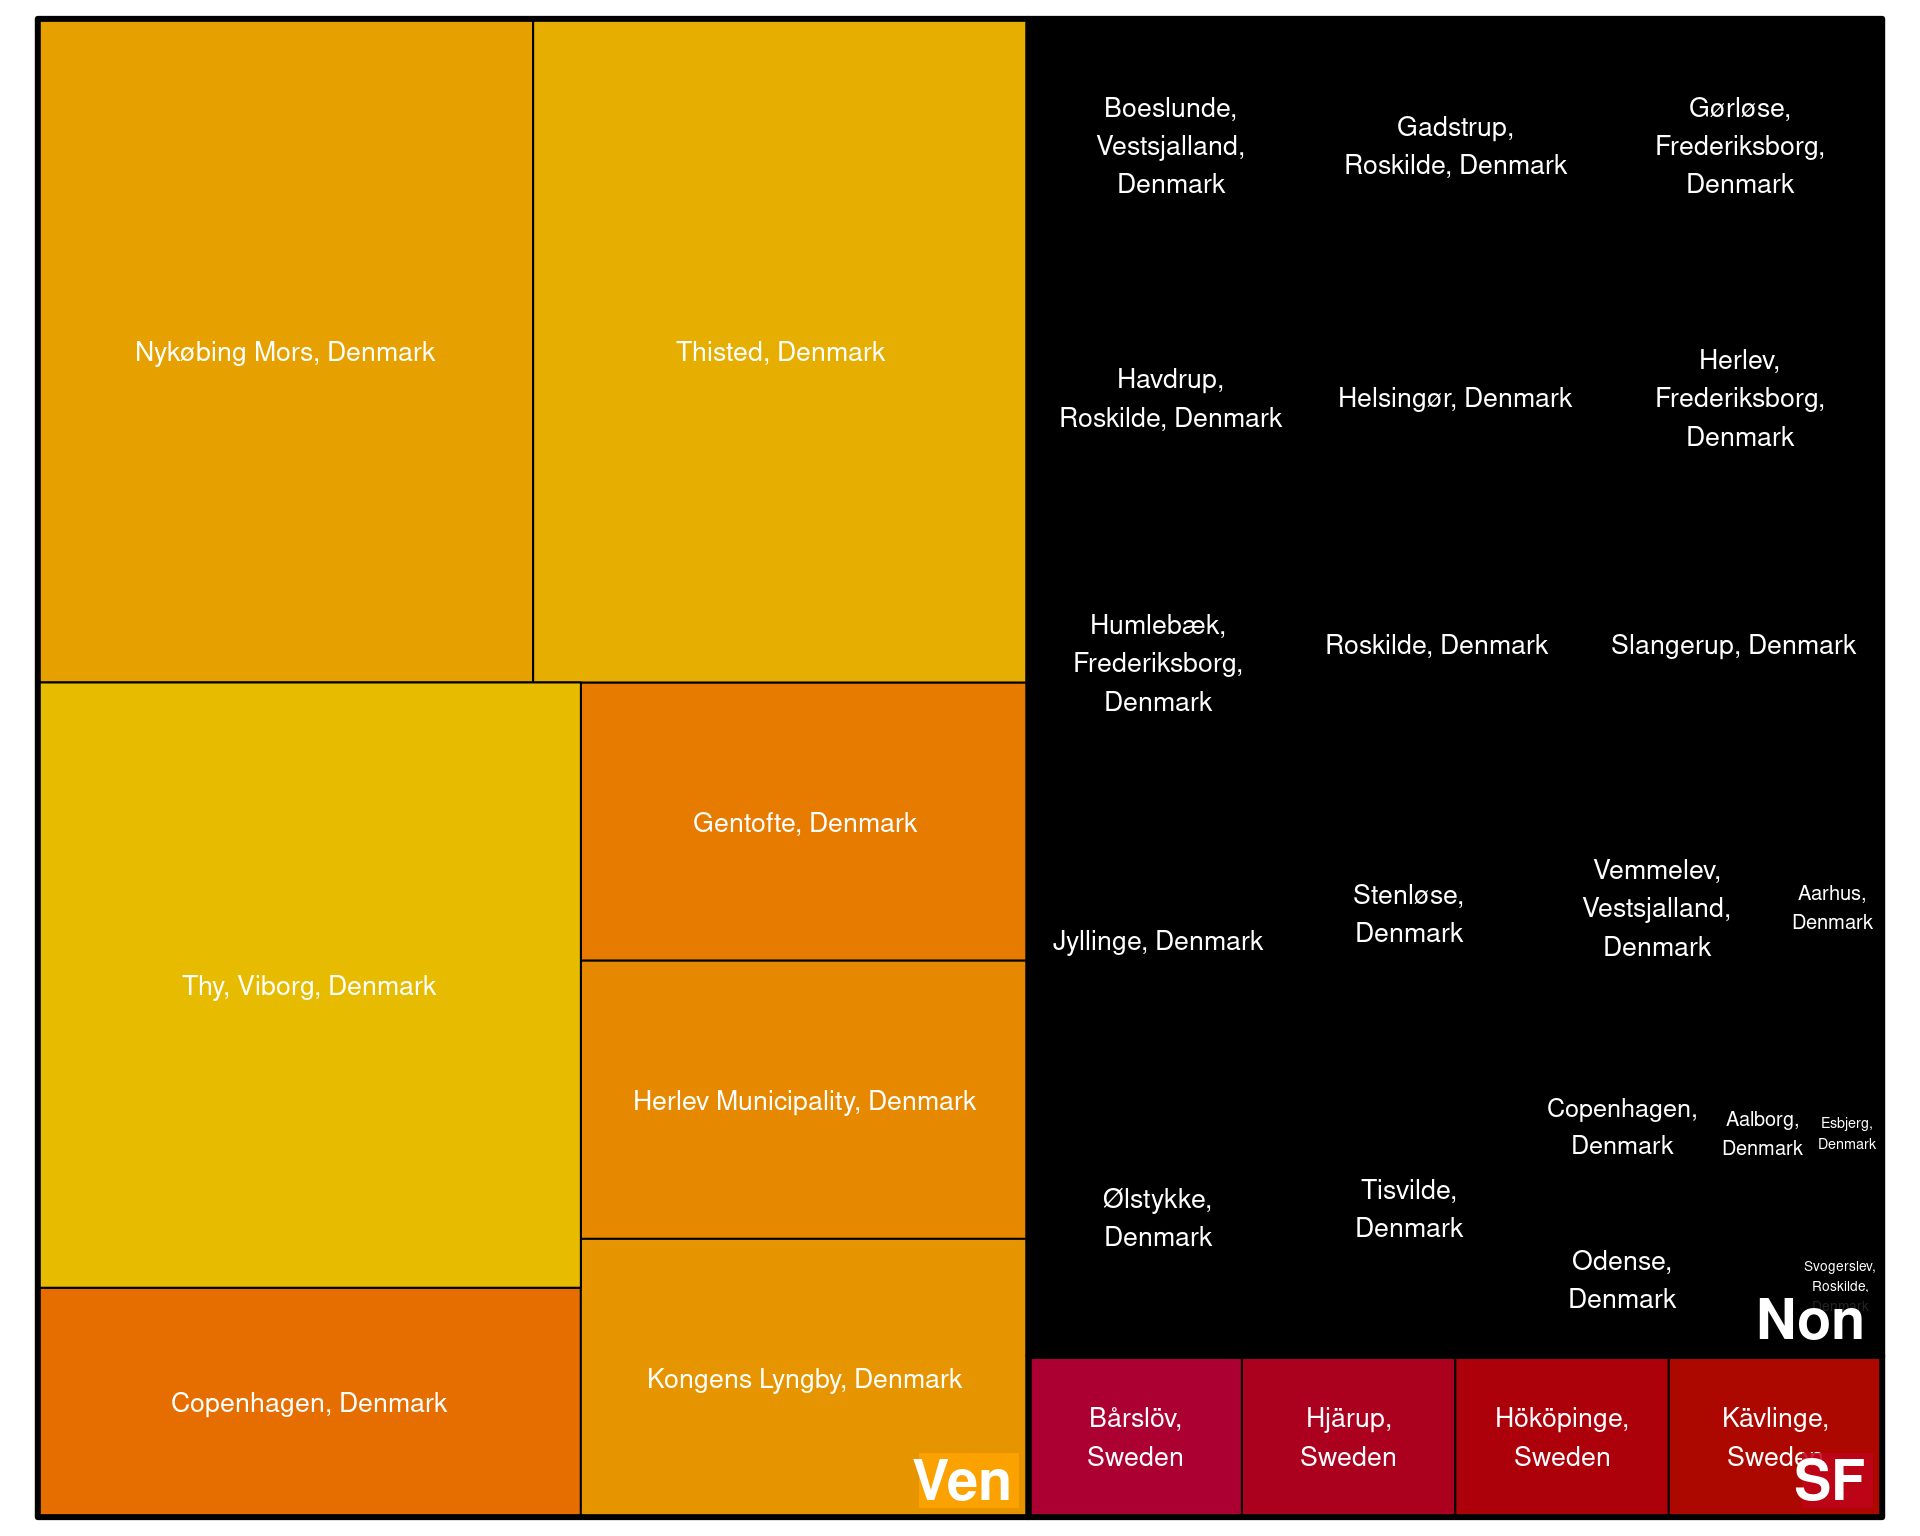 Nykøbing Mors, Denmark
Thisted, Denmark
Thy, Viborg, Denmark
Gentofte, Denmark
Herlev Municipality, Denmark
Kongens Lyngby, Denmark
Copenhagen, Denmark
Ven
Boeslunde,
Vestsjalland,
Denmark
Gadstrup,
Roskilde, Denmark
Gørløse,
Frederiksborg,
Denmark
Havdrup,
Roskilde, Denmark
Helsingør, Denmark
Herlev,
Frederiksborg,
Denmark
Humlebæk,
Frederiksborg,
Denmark
Roskilde, Denmark
Slangerup, Denmark
Jyllinge, Denmark
Stenløse,
Denmark
Vemmelev,
Vestsjalland,
Denmark
Aarhus,
Denmark
Ølstykke,
Denmark
Tisvilde,
Denmark
Copenhagen,
Denmark
Aalborg,
Denmark
Esbjerg,
Denmark
Odense,
Denmark
Svogerslev,
Roskilde,
Denmark
Non
Bårslöv,
Sweden
Hjärup,
Sweden
Hököpinge,
Sweden
Kävlinge,
Sweden
SF